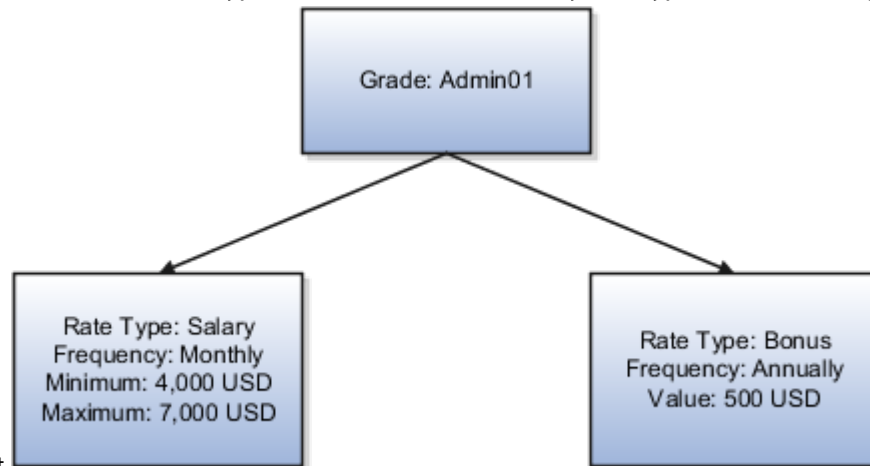 Grade: Admin01
Rate Type: Salary
Frequency: Monthly
Minimum: 4,000 USD
Maximum: 7,000 USD
Rate Type: Bonus
Frequency: Annually
Value: 500 USD